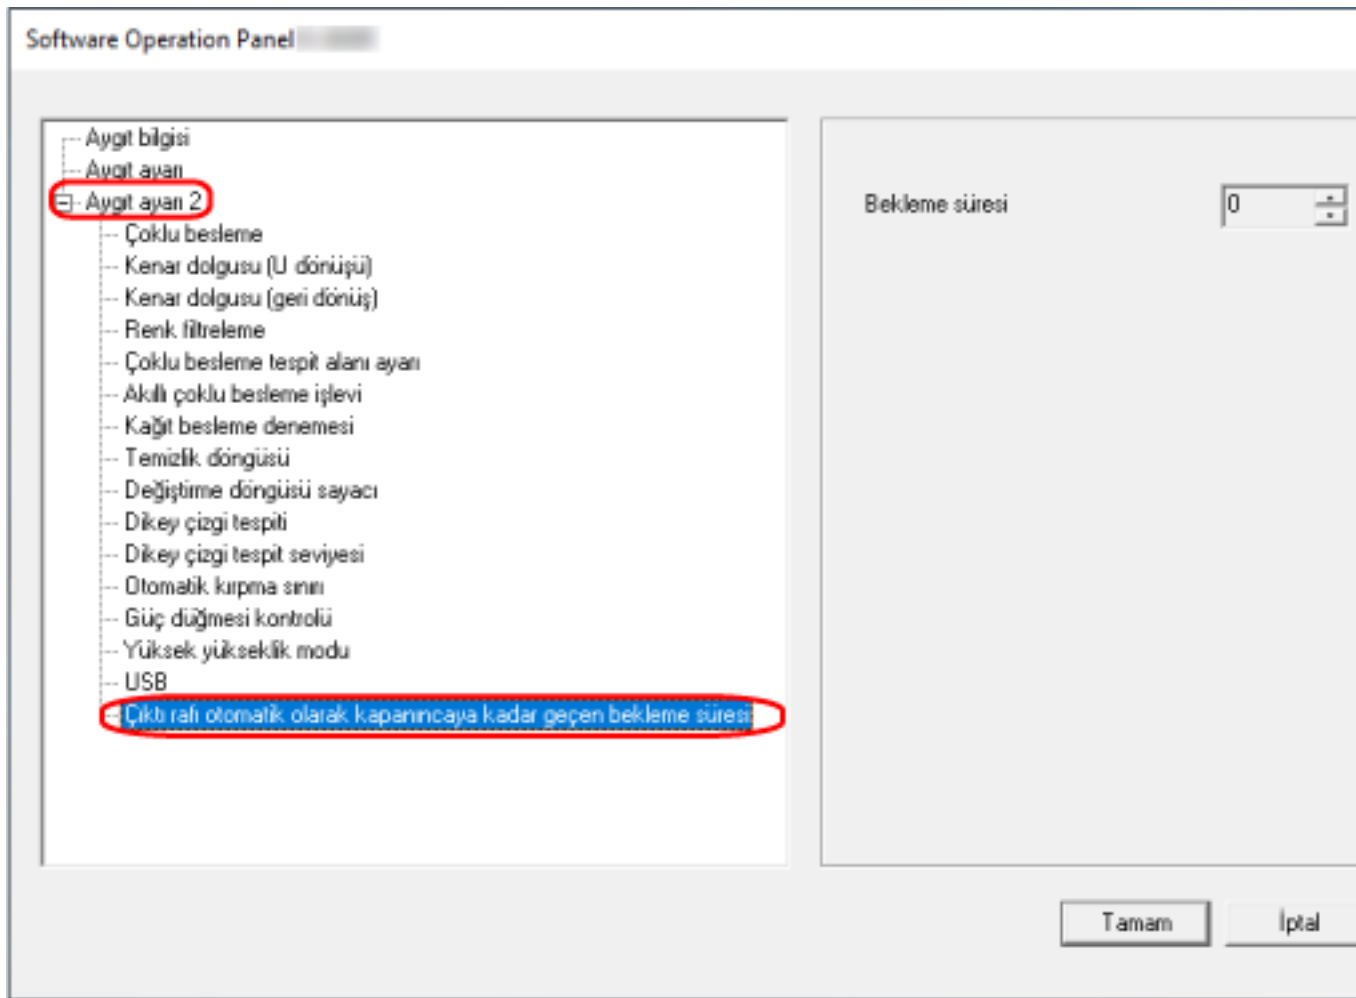 Software Operation Panel
Aygıt bilgisi
Aygıt ayarı
Aygıt ayarı 2
Çoklu besleme
Kenar dolgusu (U dönüşü)
Kenar dolgusu (geri dönüş)
Renk filtreleme
Çoklu besleme tespit alanı ayarı
Akıllı çoklu besleme işlevi
Kağıt besleme denemesi
Temizlik döngüsü
Değiştirme döngüsü sayacı
Dikey çizgi tespiti
Dikey çizgi tespit seviyesi
Otomatik kırpma sınırı
Güç düğmesi kontrolü
Yüksek yükseklik modu
USB
Çıktı rafı otomatik olarak kapanıncaya kadar geçen bekleme süresi
Bekleme süresi 0
Tamam İptal